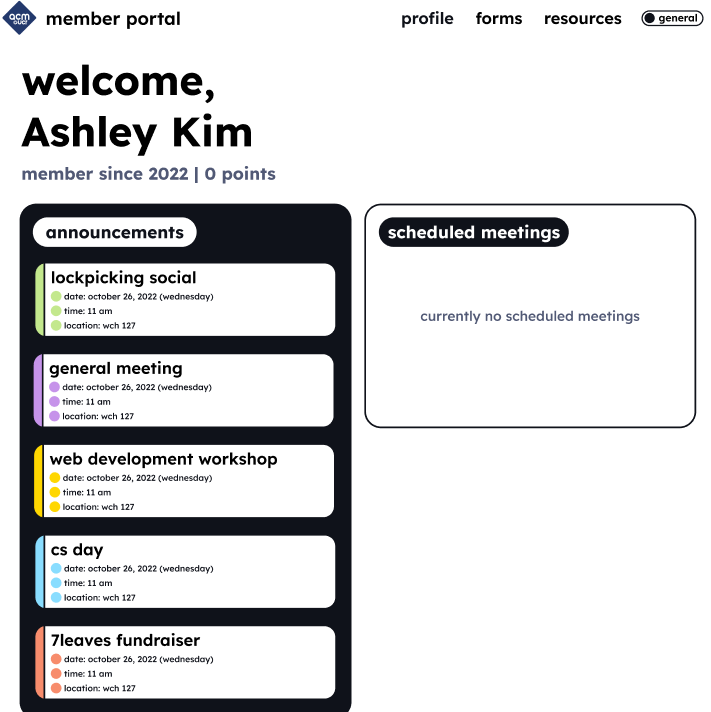 acm
ucr
member portal
profile
forms
resources
general
welcome,
Ashley Kim
member since 2022 | 0 points
announcements
lockpicking social
date: october 26, 2022 (wednesday)
time: 11 am
location: wch 127
general meeting
date: october 26, 2022 (wednesday)
time: 11 am
location: wch 127
web development workshop
date: october 26, 2022 (wednesday)
time: 11 am
location: wch 127
cs day
date: october 26, 2022 (wednesday)
time: 11 am
location: wch 127
7leaves fundraiser
date: october 26, 2022 (wednesday)
time: 11 am
location: wch 127
scheduled meetings
currently no scheduled meetings